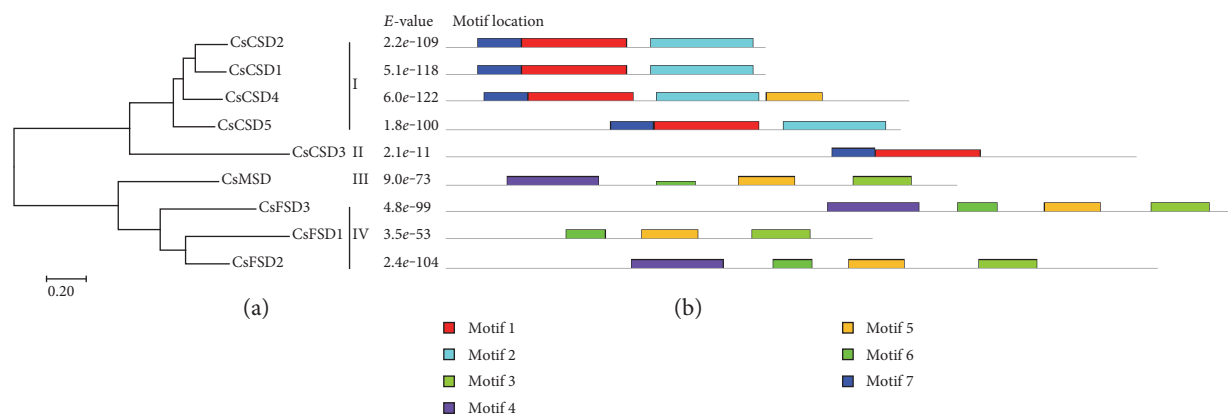 E-value Motif location
CsCSD2 2.2e−109
CsCSD1 5.1e−118
I
CsCSD4 6.0e−122
CsCSD5 1.8e−100
CsCSD3 II 2.1e−11
CsMSD III 9.0e−73
CsFSD3 4.8e−99
CsFSD1 IV 3.5e−53
CsFSD2 2.4e−104
0.20
(a) (b)
Motif 1 Motif 5
Motif 2 Motif 6
Motif 3 Motif 7
Motif 4